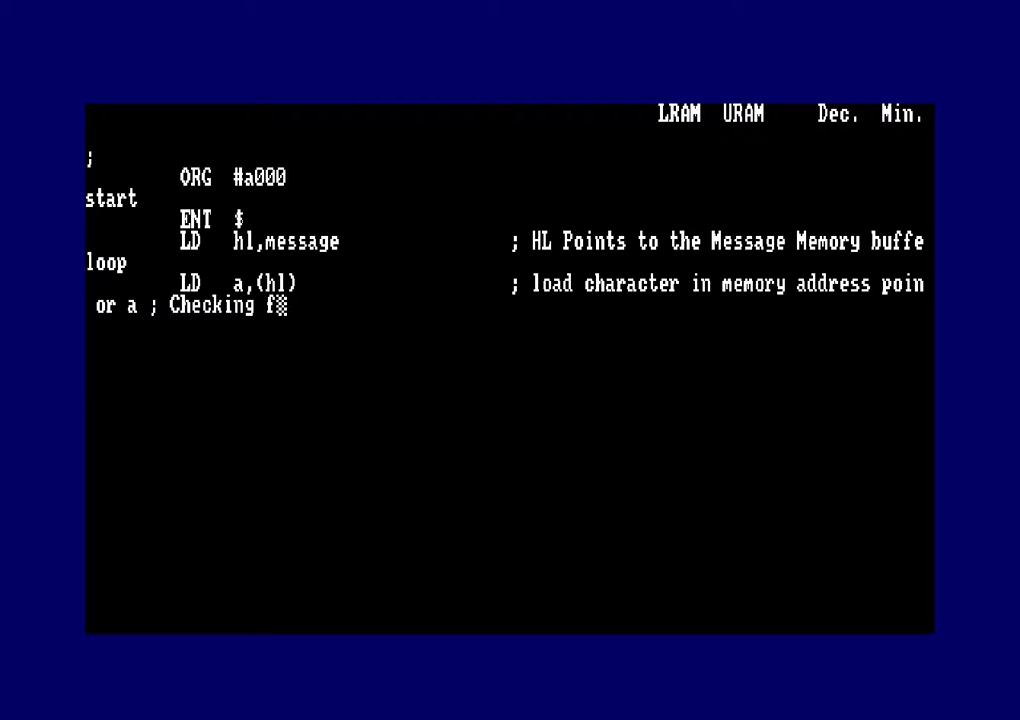 LRAM URAM Dec. Min.
;
ORG #a000
start
ENT $
LD hl,message ; HL Points to the Message Memory buffe
loop
LD a,(hl) ; load character in memory address poin
or a ; Checking f